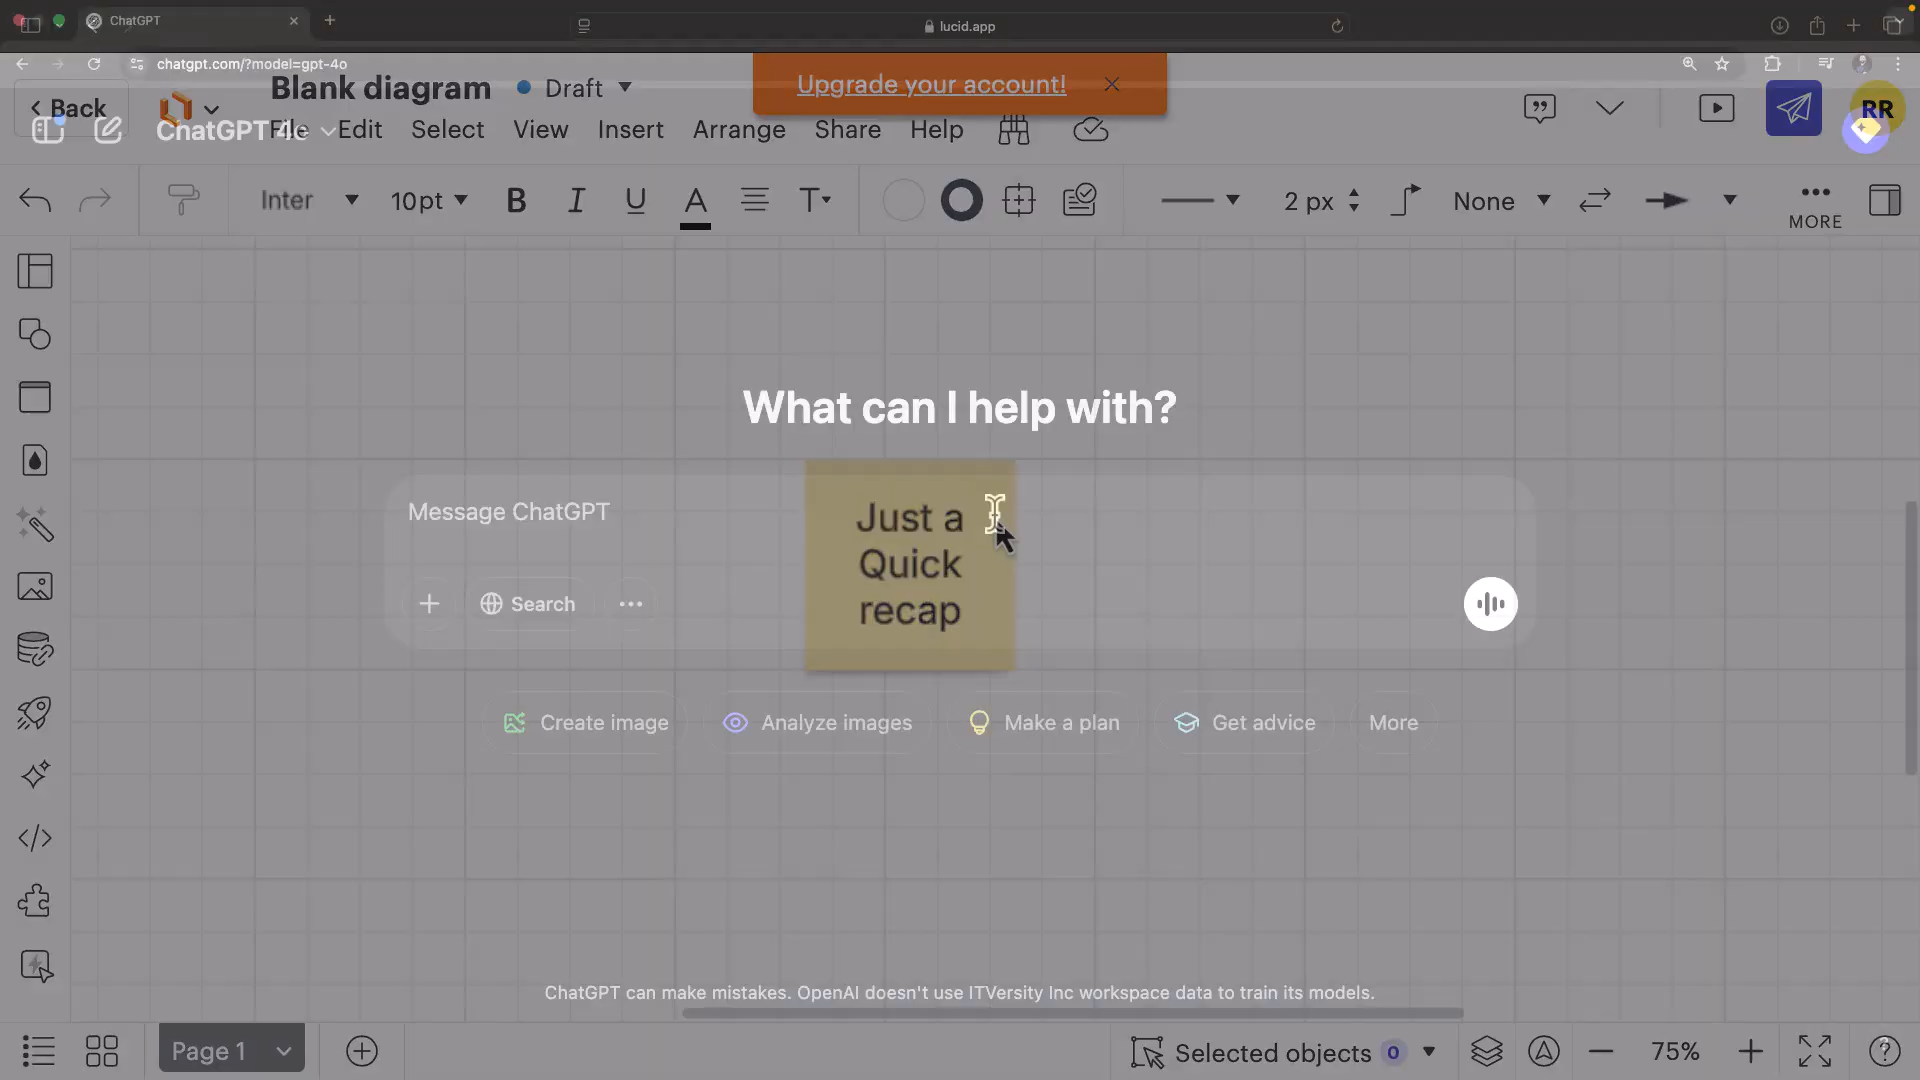 ChatGPT
lucid.app
chatgpt.com/?model=gpt-4o
Blank diagram
Draft
Upgrade your account!
Back
ChatGPT 4o
File
Edit
Select
View
Insert
Arrange
Share
Help
RR
Inter
10pt
B
I
U
A
T
2 px
None
MORE
What can I help with?
Message ChatGPT
Just a
Quick
recap
Search
Create image
Analyze images
Make a plan
Get advice
More
ChatGPT can make mistakes. OpenAI doesn't use ITVersity Inc workspace data to train its models.
Page 1
Selected objects
0
75%